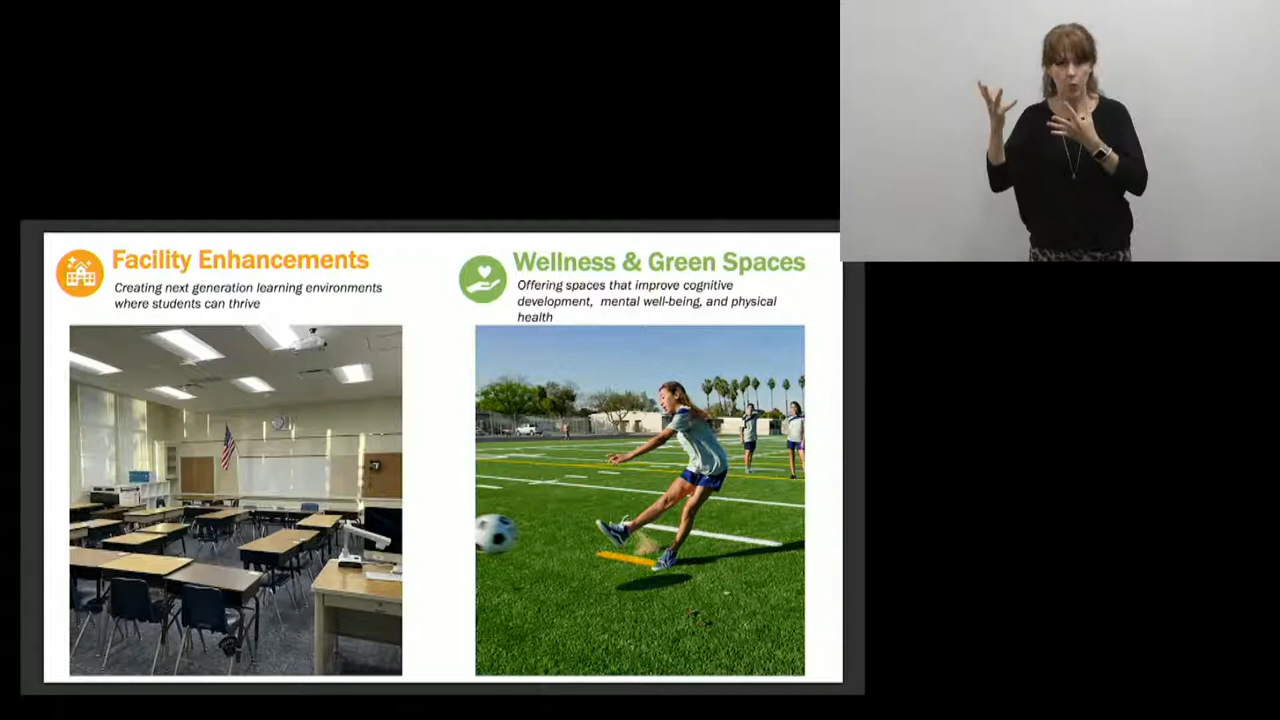 Facility Enhancements
Creating next generation learning environments
where students can thrive
Wellness & Green Spaces
Offering spaces that improve cognitive
development, mental well-being, and physical
health